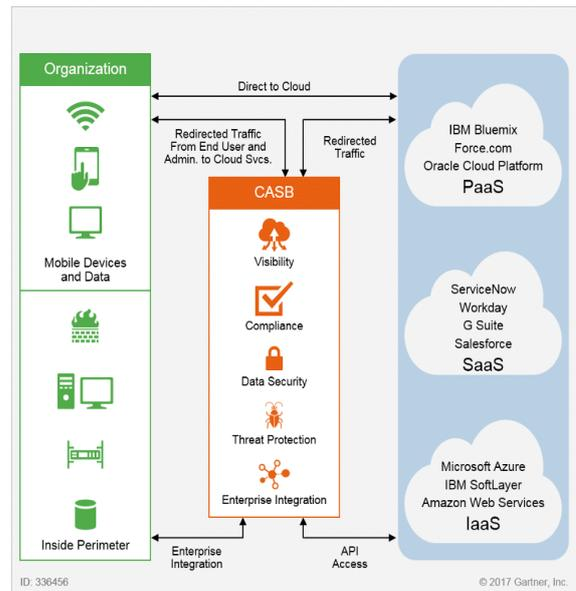 Organization
Direct to Cloud
Redirected Traffic
From End User and
Admin. to Cloud Svcs.
Redirected
Traffic
Mobile Devices
and Data
Inside Perimeter
CASB
Visibility
Compliance
Data Security
Threat Protection
Enterprise Integration
Enterprise
Integration
API
Access
IBM Bluemix
Force.com
Oracle Cloud Platform
PaaS
ServiceNow
Workday
G Suite
Salesforce
SaaS
Microsoft Azure
IBM SoftLayer
Amazon Web Services
IaaS
ID: 336456
© 2017 Gartner, Inc.